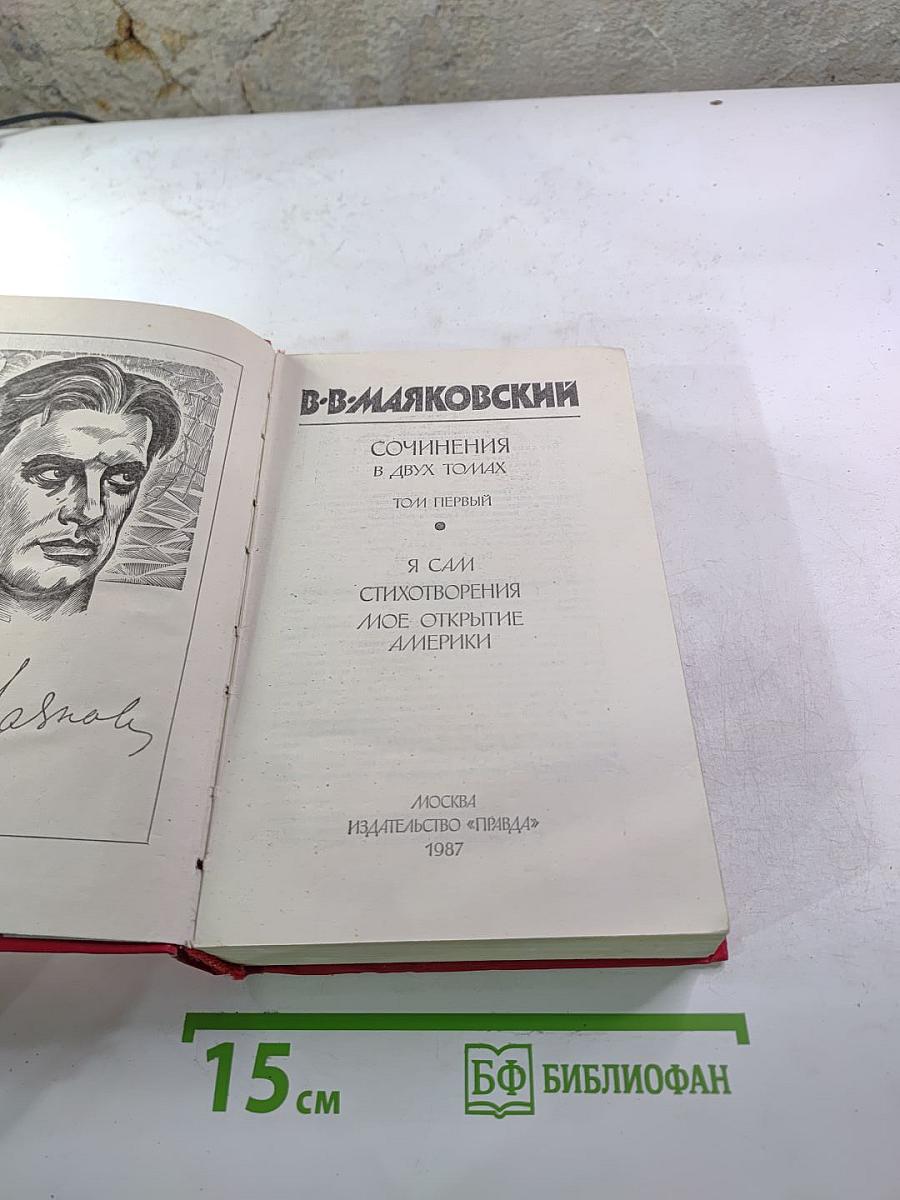 В·В·МАЯКОВСКИЙ
СОЧИНЕНИЯ
В ДВУХ ТОМАХ
ТОМ ПЕРВЫЙ
Я САМ
СТИХОТВОРЕНИЯ
МОЕ ОТКРЫТИЕ
АМЕРИКИ
МОСКВА
ИЗДАТЕЛЬСТВО «ПРАВДА»
1987
15 см
БФ БИБЛИОФАН